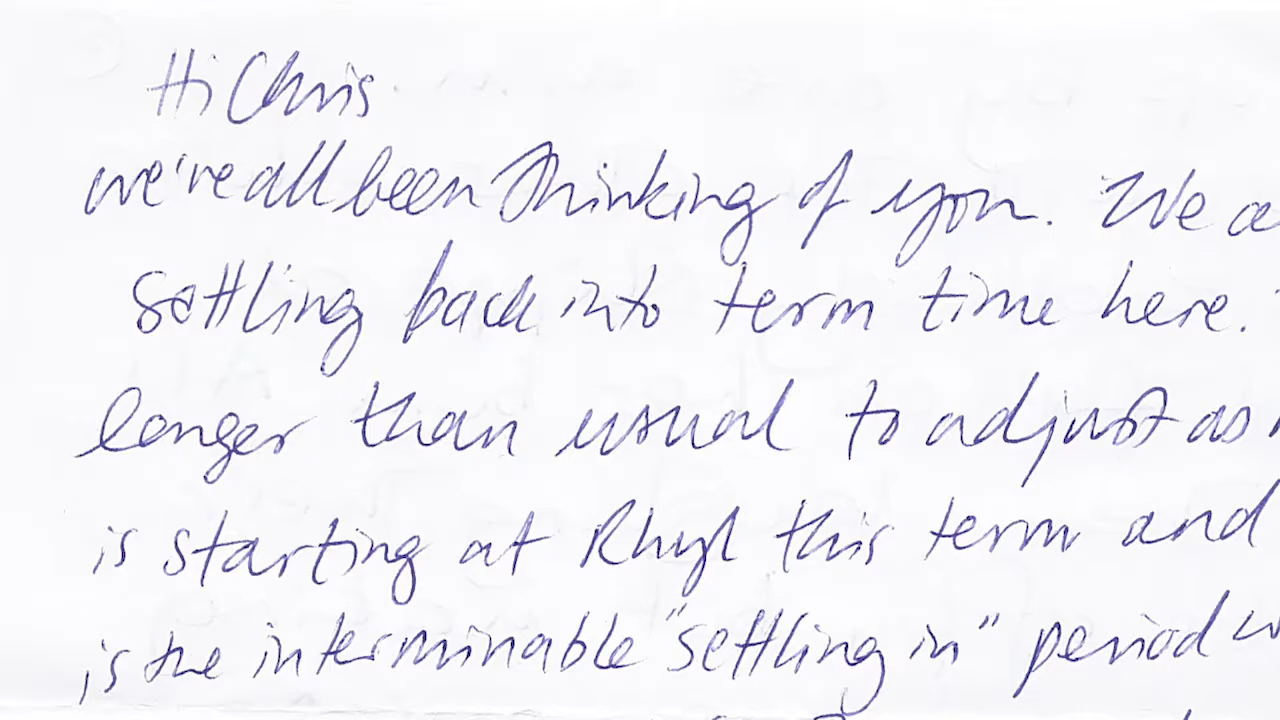 Hi Chris
we're all been thinking of you. We a
settling back into term time here.
longer than usual to adjust as
is starting at Rhyl this term and
is the interminable "settling in" period w